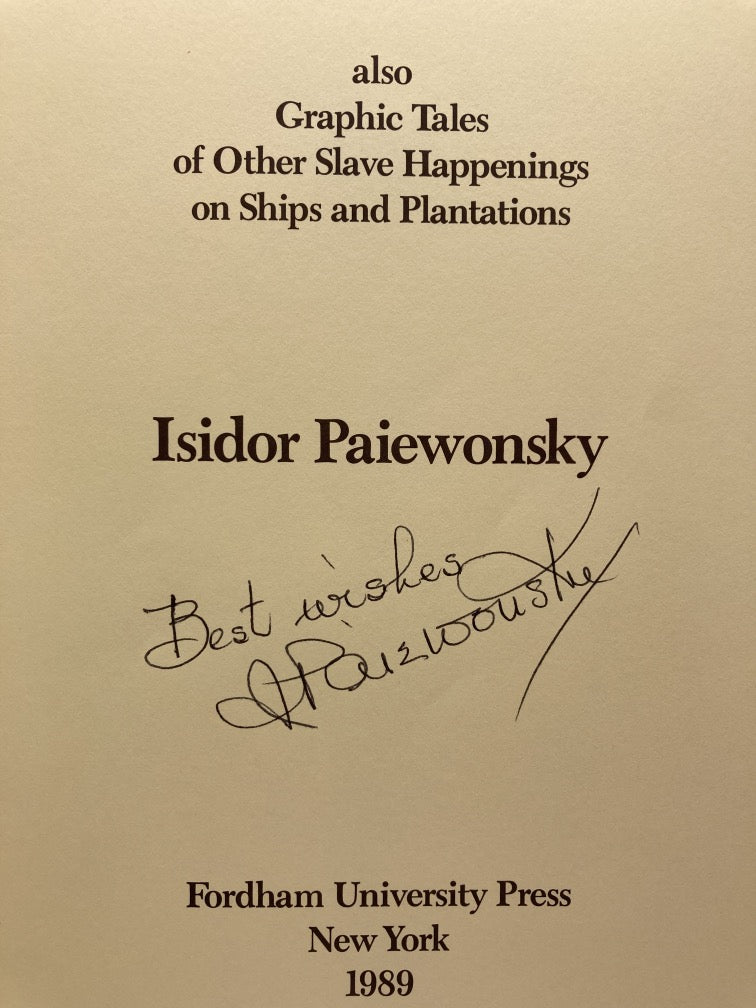 also
Graphic Tales
of Other Slave Happenings
on Ships and Plantations
Isidor Paiewonsky
Best wishes
I Paiewonsky
Fordham University Press
New York
1989